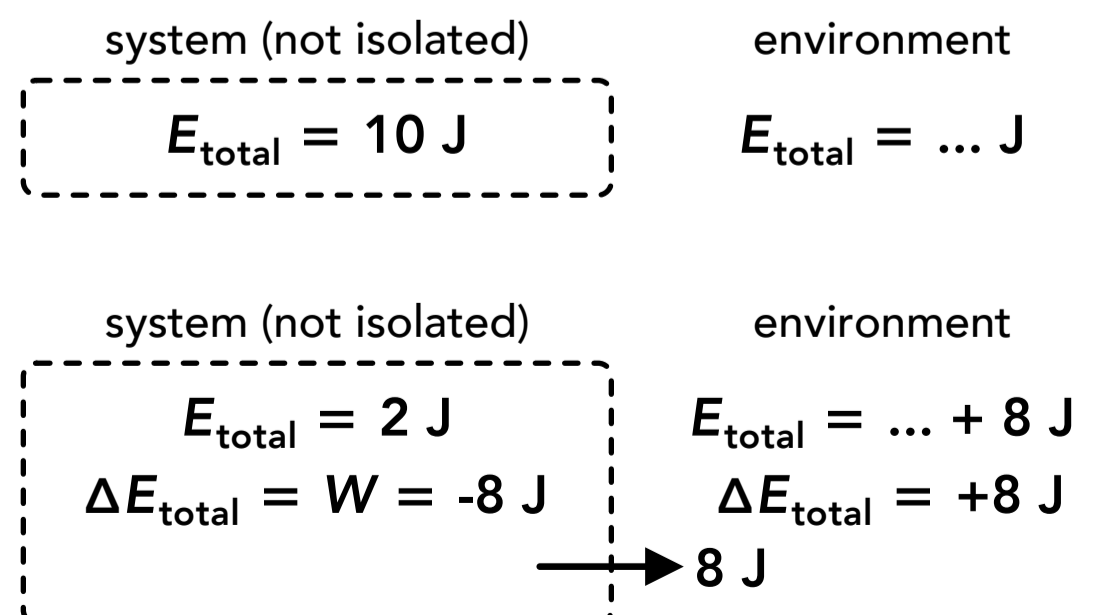 system (not isolated)
environment
E_total = 10 J
E_total = ... J
system (not isolated)
environment
E_total = 2 J
E_total = ... + 8 J
ΔE_total = W = -8 J
ΔE_total = +8 J
8 J